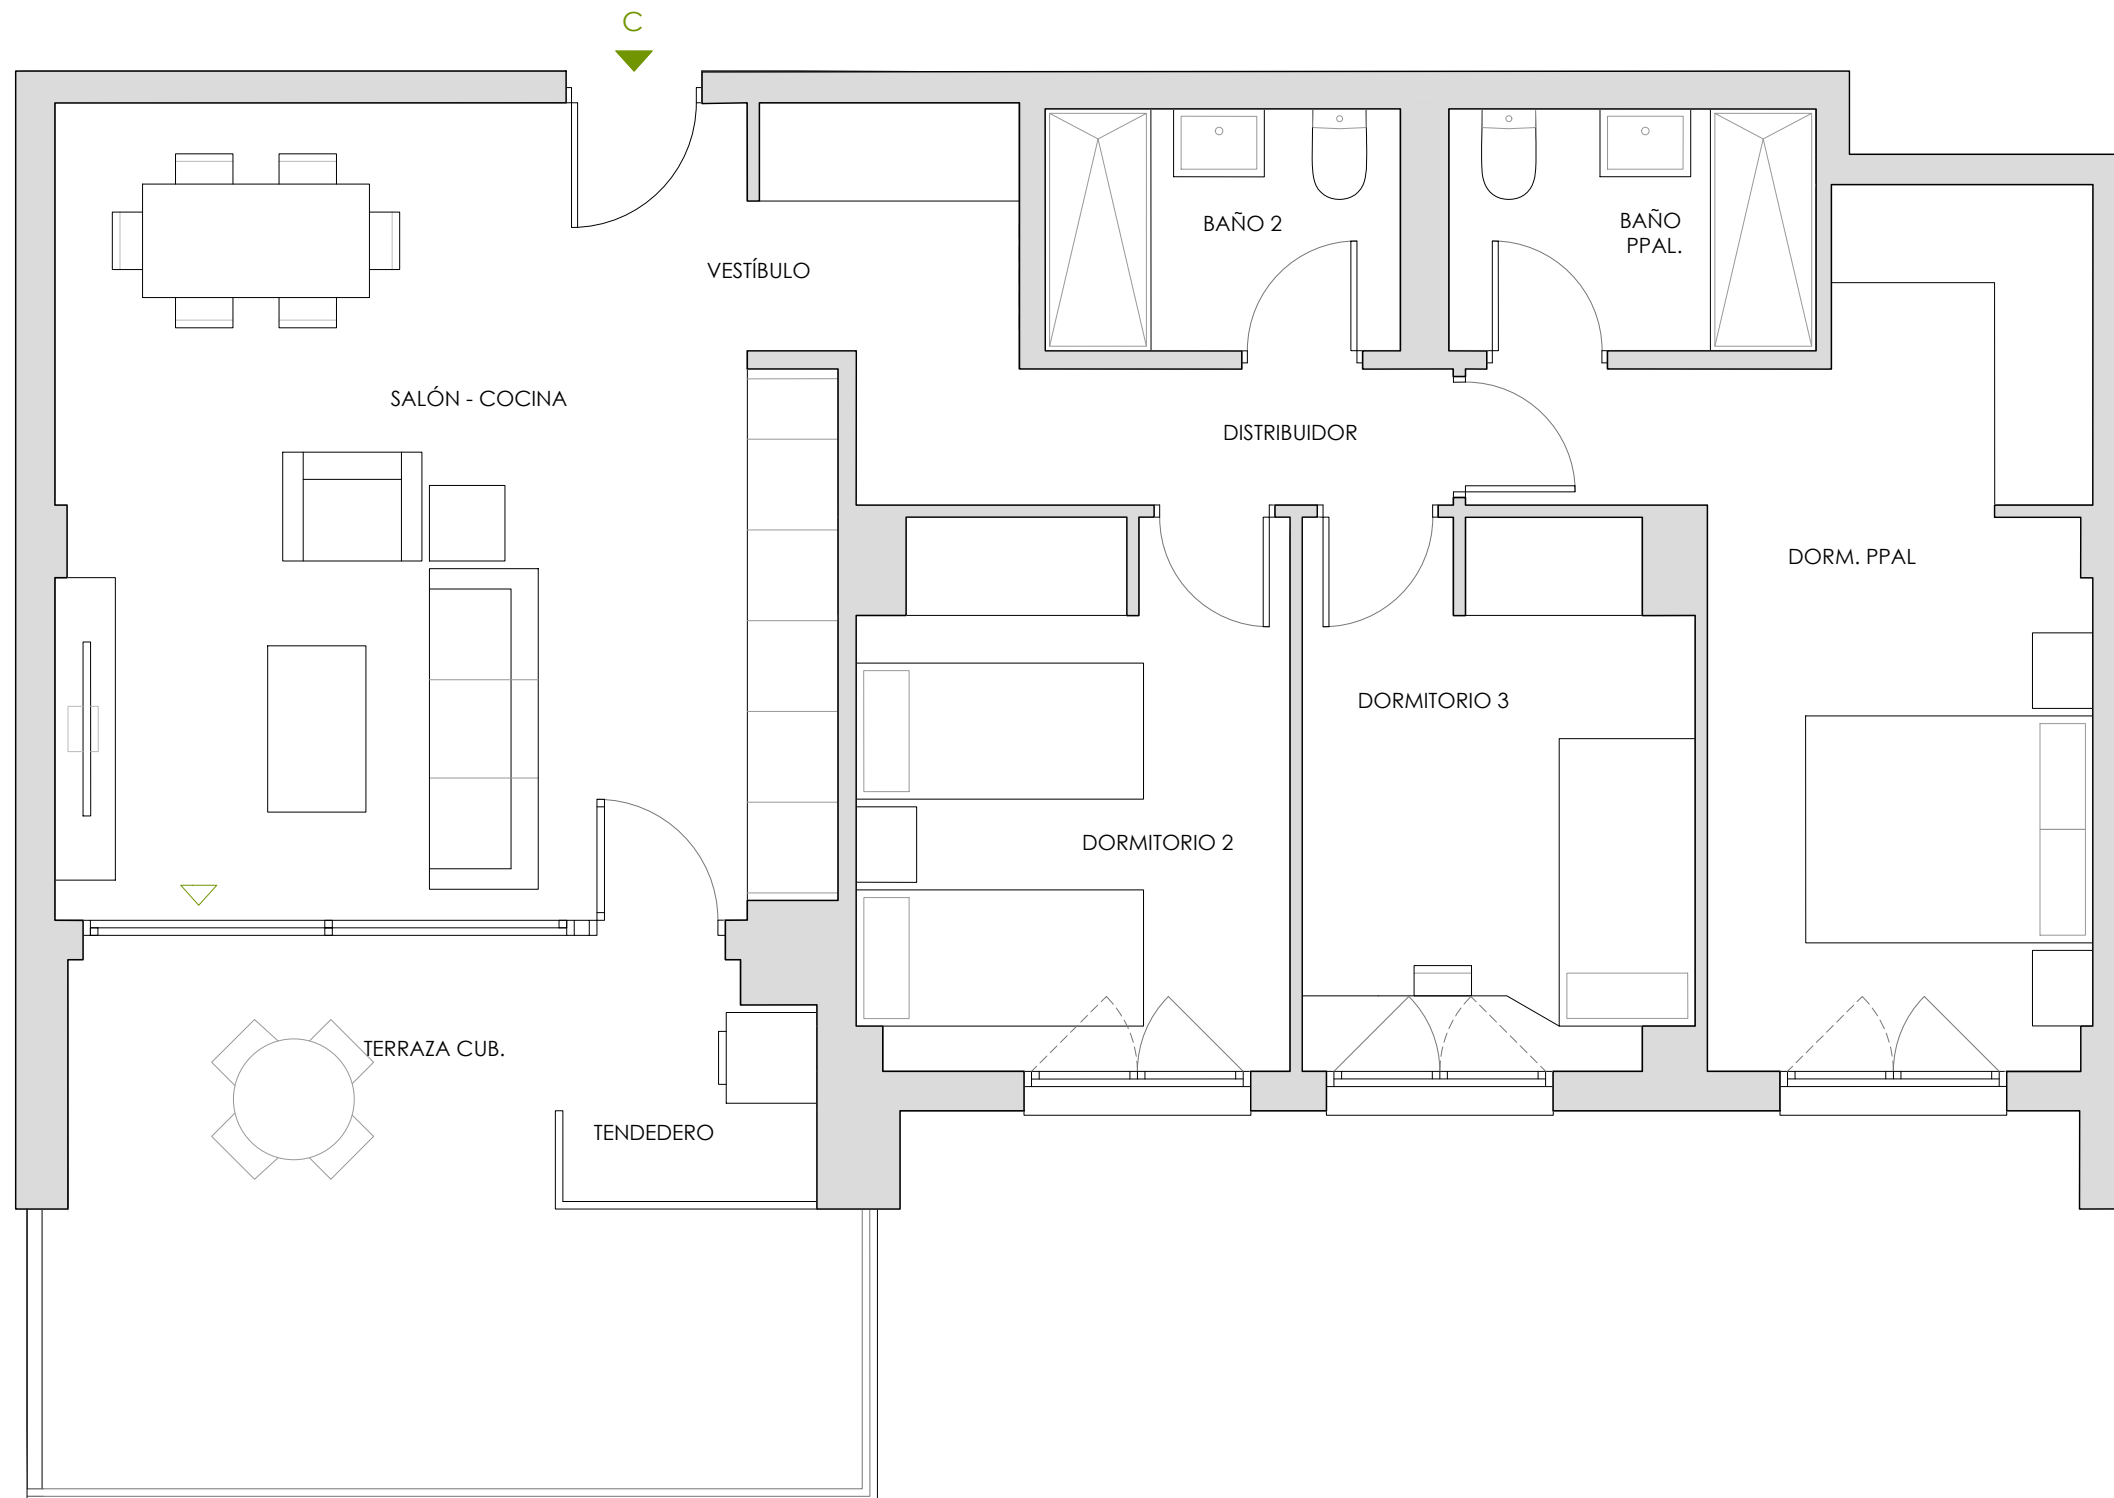 C
BAÑO 2
BAÑO
PPAL.
VESTÍBULO
SALÓN - COCINA
DISTRIBUIDOR
DORM. PPAL
DORMITORIO 3
DORMITORIO 2
TERRAZA CUB.
TENDEDERO